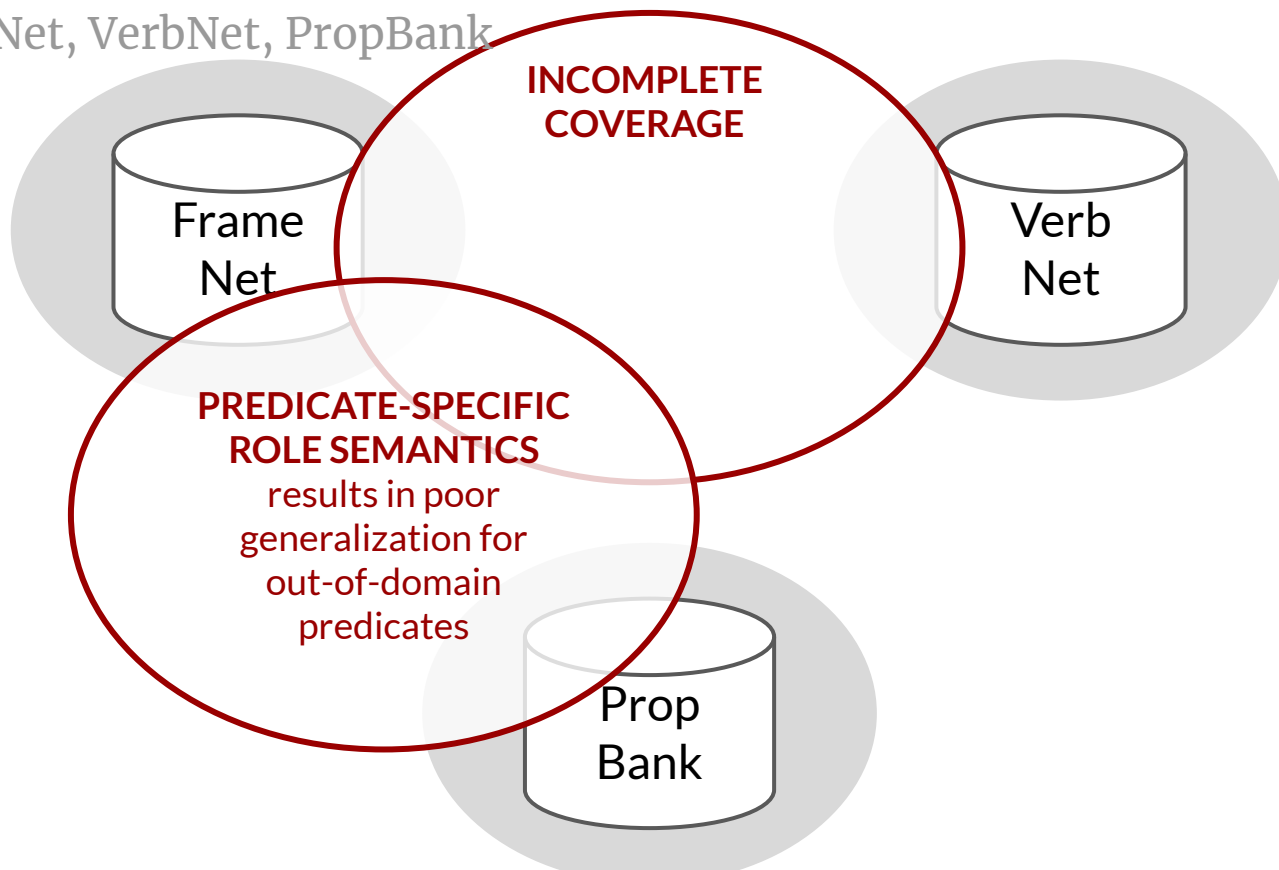 Net, VerbNet, PropBank
INCOMPLETE
COVERAGE
Frame
Net
Verb
Net
PREDICATE-SPECIFIC
ROLE SEMANTICS
results in poor
generalization for
out-of-domain
predicates
Prop
Bank